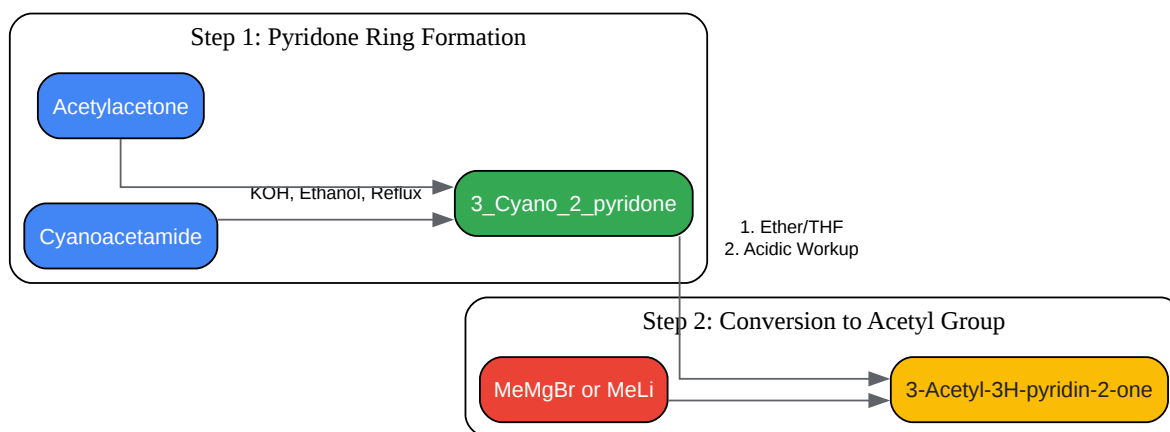 Step 1: Pyridone Ring Formation
Acetylacetone
KOH, Ethanol, Reflux
Cyanoacetamide
3_Cyano_2_pyridone
1. Ether/THF
2. Acidic Workup
Step 2: Conversion to Acetyl Group
MeMgBr or MeLi
3-Acetyl-3H-pyridin-2-one